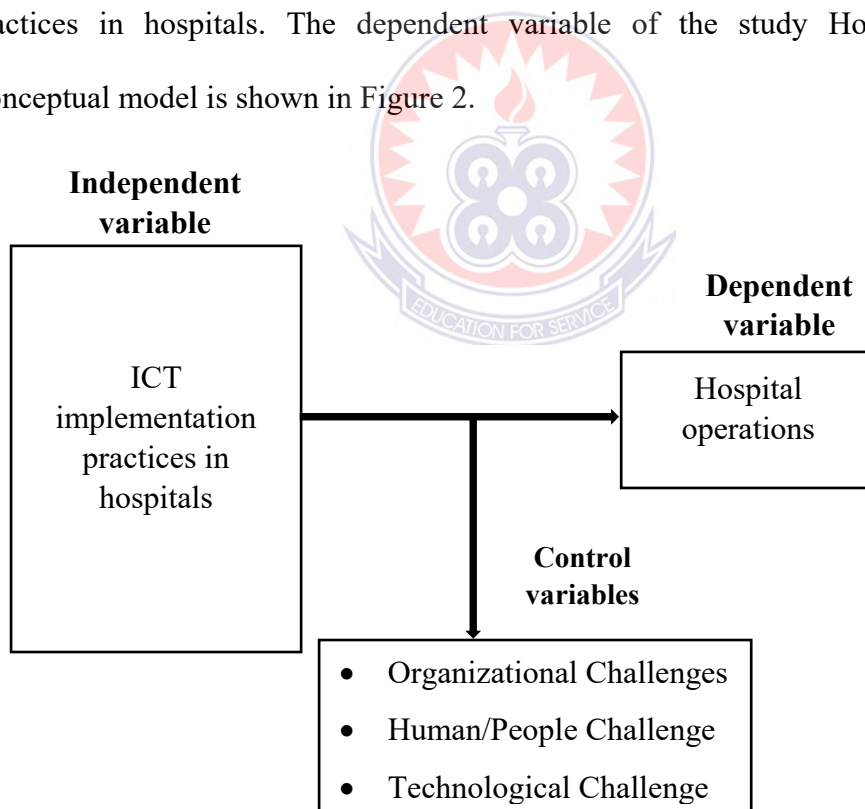 actices in hospitals. The dependent variable of the study Ho
onceptual model is shown in Figure 2.
Independent
variable
Dependent
variable
ICT
implementation
practices in
hospitals
Hospital
operations
Control
variables
• Organizational Challenges
• Human/People Challenge
• Technological Challenge
EDUCATION FOR SERVICE